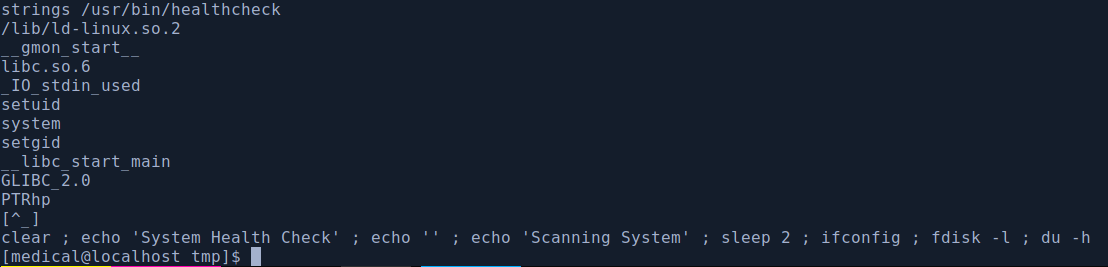 strings /usr/bin/healthcheck
/lib/ld-linux.so.2
__gmon_start__
libc.so.6
_IO_stdin_used
setuid
system
setgid
__libc_start_main
GLIBC_2.0
PTRhp
[^_]
clear ; echo 'System Health Check' ; echo '' ; echo 'Scanning System' ; sleep 2 ; ifconfig ; fdisk -l ; du -h
[medical@localhost tmp]$